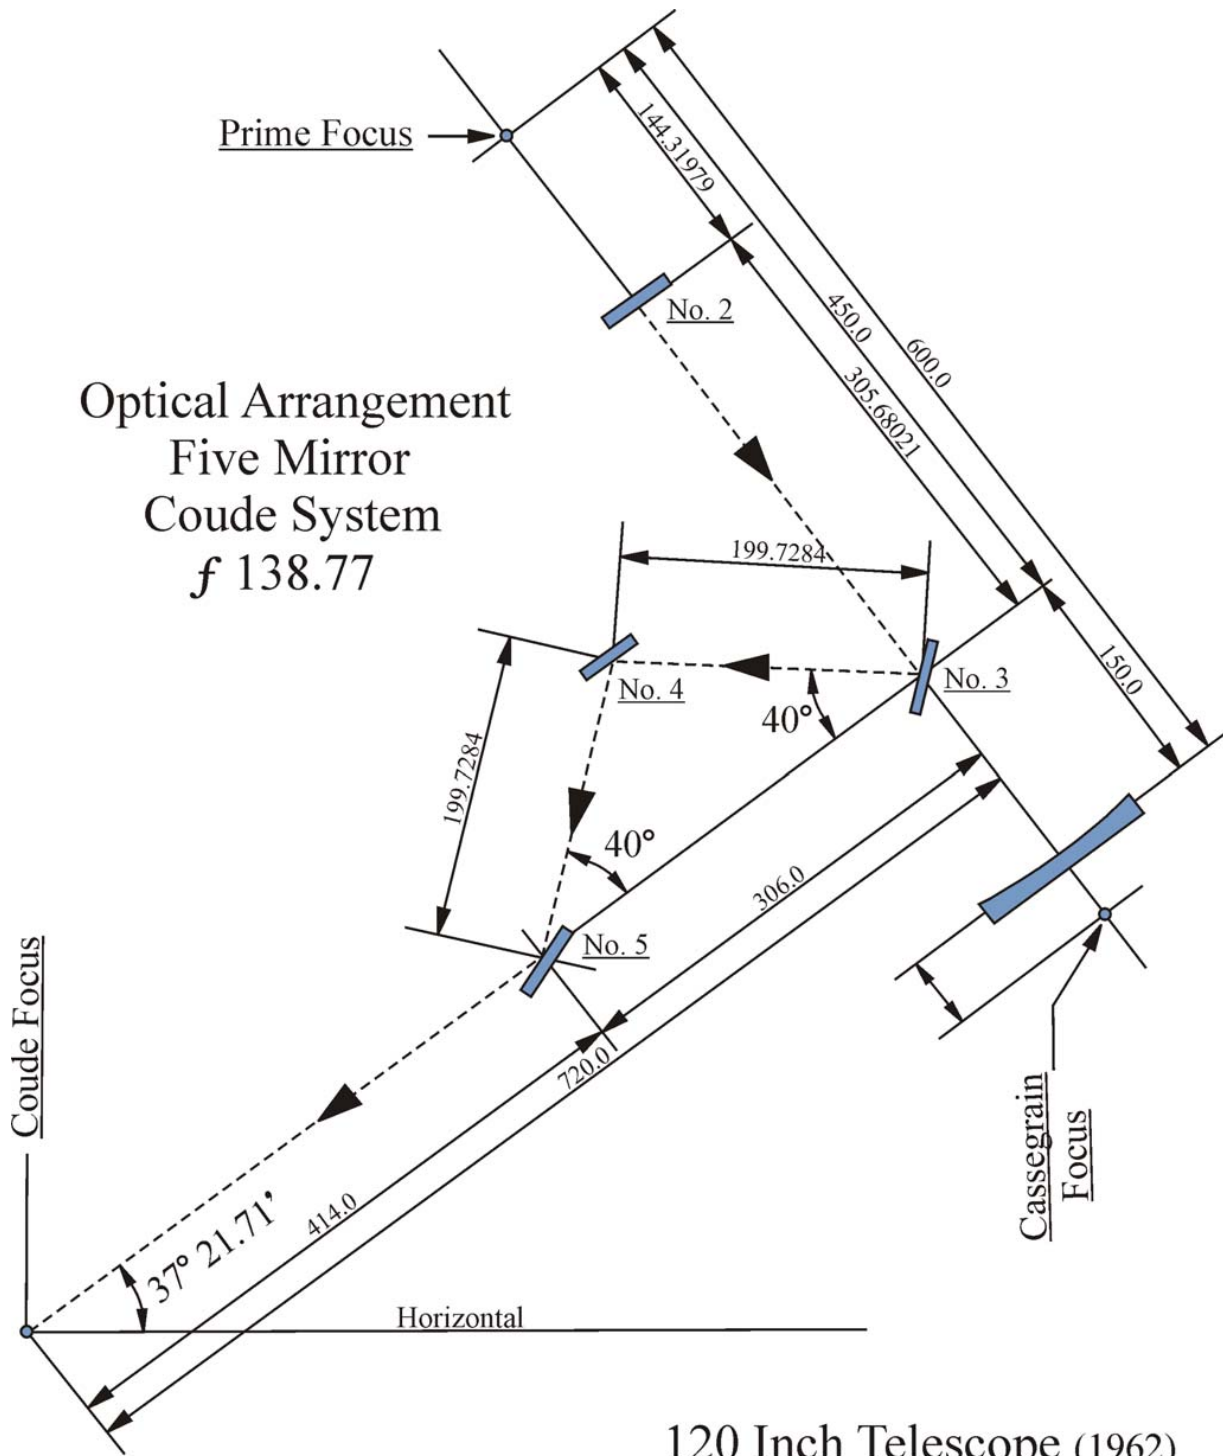 Prime Focus
144.31979
No. 2
450.0
600.0
305.68021
Optical Arrangement
Five Mirror
Coude System
ƒ 138.77
199.7284
No. 4
No. 3
150.0
40°
199.7284
40°
306.0
No. 5
Coude Focus
720.0
Cassegrain
Focus
414.0
37° 21.71’
Horizontal
120 Inch Telescope (1962)